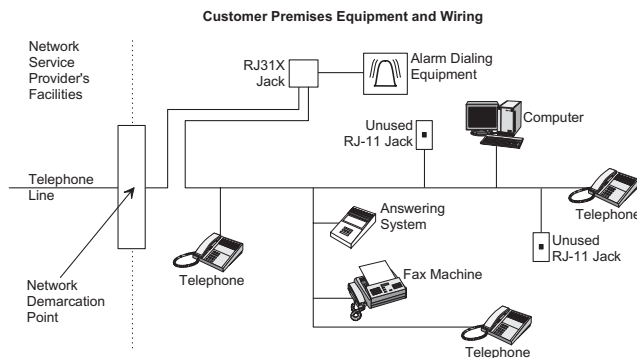 Customer Premises Equipment and Wiring
Network
Service
Provider's
Facilities
RJ31X
Jack
Alarm Dialing
Equipment
Unused
RJ-11 Jack
Computer
Telephone
Line
Answering
System
Telephone
Telephone
Unused
RJ-11 Jack
Fax Machine
Network
Demarcation
Point
Telephone